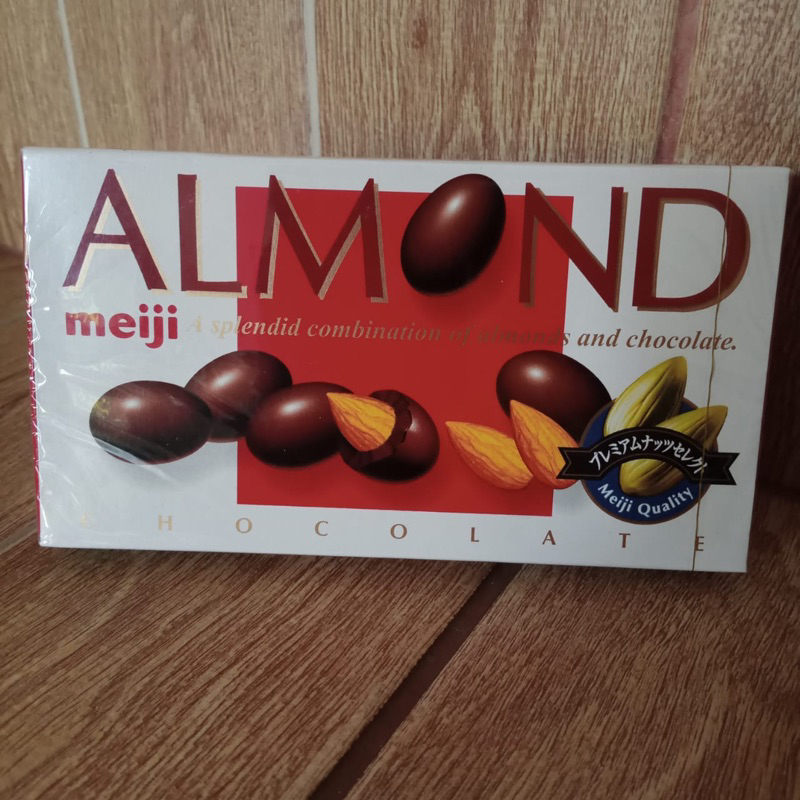 ALMOND
meiji
A splendid combination of almonds and chocolate.
プレミアムナッツセレクト
Meiji Quality
CHOCOLATE